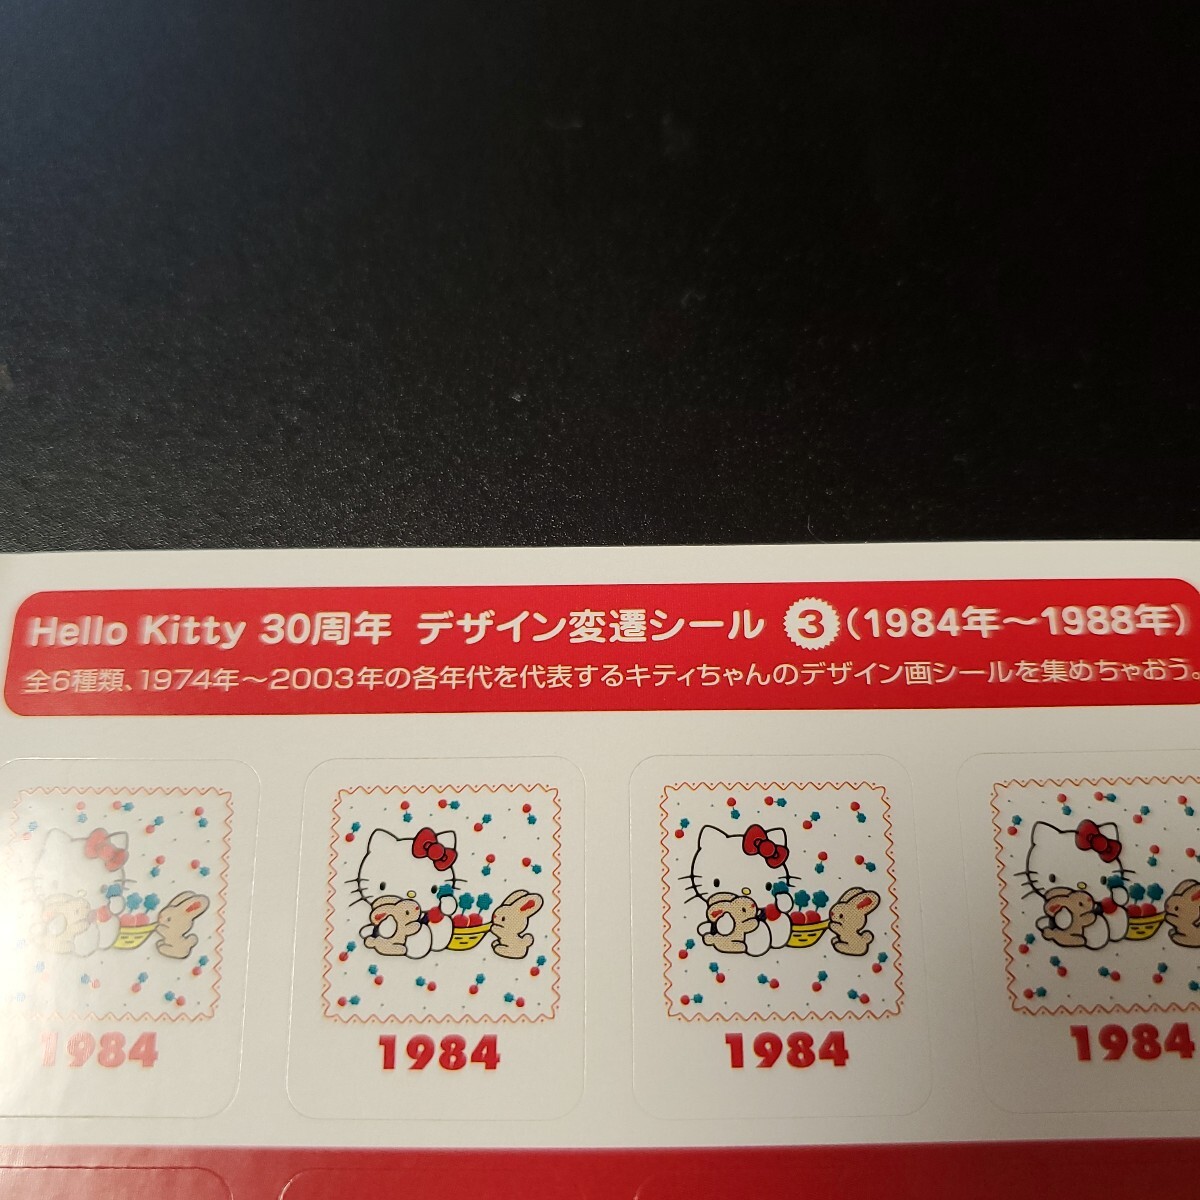 Hello Kitty 30周年 デザイン変遷シール 3 (1984年～1988年)
全6種類、1974年～2003年の各年代を代表するキティちゃんのデザイン画シールを集めちゃおう。
1984 1984 1984 1984